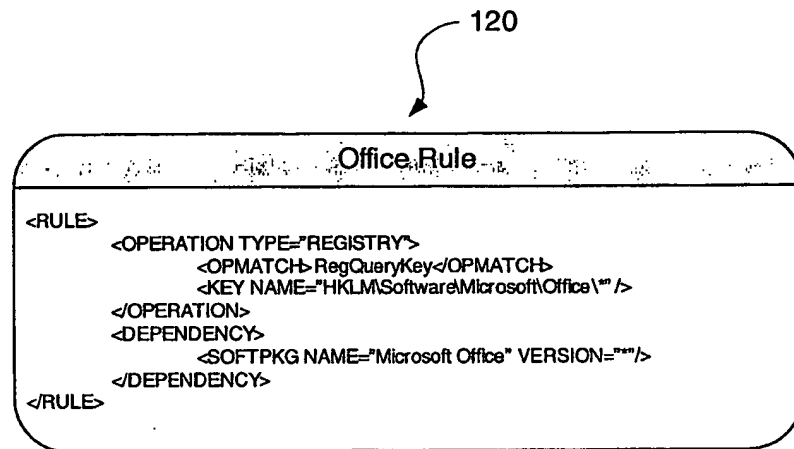 120
Office Rule
<RULE>
<OPERATION TYPE="REGISTRY">
<OPMATCH>RegQueryKey</OPMATCH>
<KEY NAME="HKLM\Software\Microsoft\Office\*" />
</OPERATION>
<DEPENDENCY>
<SOFTPKG NAME="Microsoft Office" VERSION="*"/>
</DEPENDENCY>
</RULE>